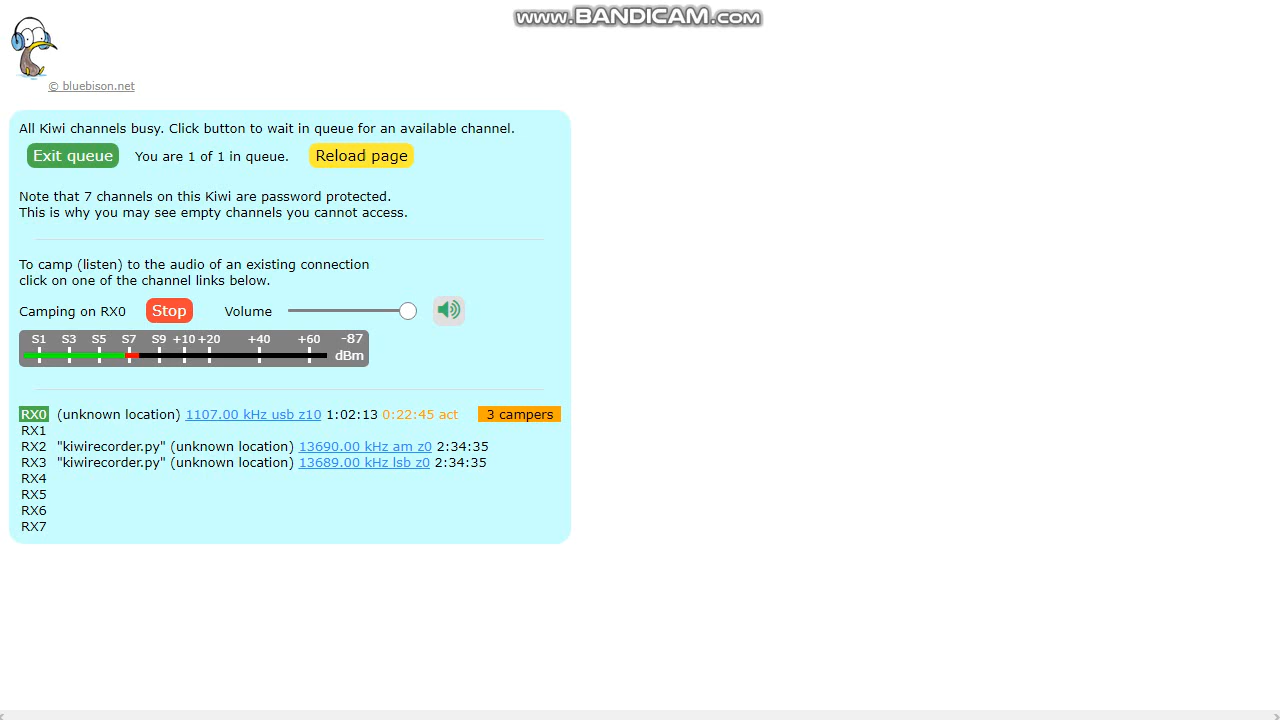 www.BANDICAM.com
© bluebison.net
All Kiwi channels busy. Click button to wait in queue for an available channel.
Exit queue You are 1 of 1 in queue. Reload page
Note that 7 channels on this Kiwi are password protected.
This is why you may see empty channels you cannot access.
To camp (listen) to the audio of an existing connection
click on one of the channel links below.
Camping on RX0 Stop Volume
S1 S3 S5 S7 S9 +10 +20 +40 +60 -87
dBm
RX0 (unknown location) 1107.00 kHz usb z10 1:02:13 0:22:45 act 3 campers
RX1
RX2 "kiwirecorder.py" (unknown location) 13690.00 kHz am z0 2:34:35
RX3 "kiwirecorder.py" (unknown location) 13689.00 kHz lsb z0 2:34:35
RX4
RX5
RX6
RX7